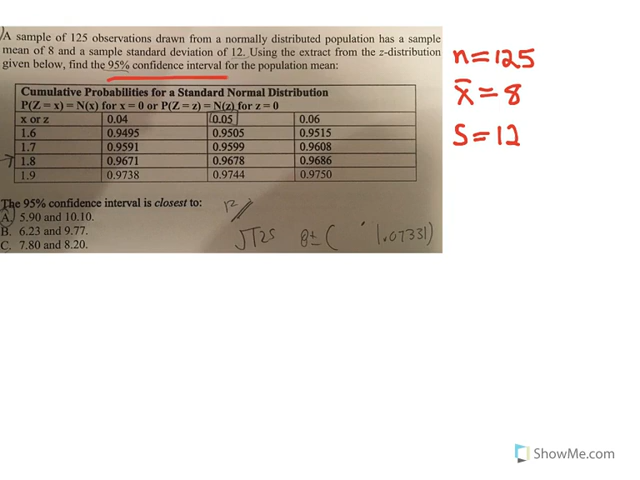 A sample of 125 observations drawn from a normally distributed population has a sample
mean of 8 and a sample standard deviation of 12. Using the extract from the z-distribution
given below, find the 95% confidence interval for the population mean:
Cumulative Probabilities for a Standard Normal Distribution
P(Z = x) = N(x) for x = 0 or P(Z = z) = N(z) for z = 0
x or z 0.04 0.05 0.06
1.6 0.9495 0.9505 0.9515
1.7 0.9591 0.9599 0.9608
1.8 0.9671 0.9678 0.9686
1.9 0.9738 0.9744 0.9750
The 95% confidence interval is closest to:
A. 5.90 and 10.10.
B. 6.23 and 9.77.
C. 7.80 and 8.20.
12
√125 8± ( 1.07331)
n=125
x̄=8
S=12
ShowMe.com